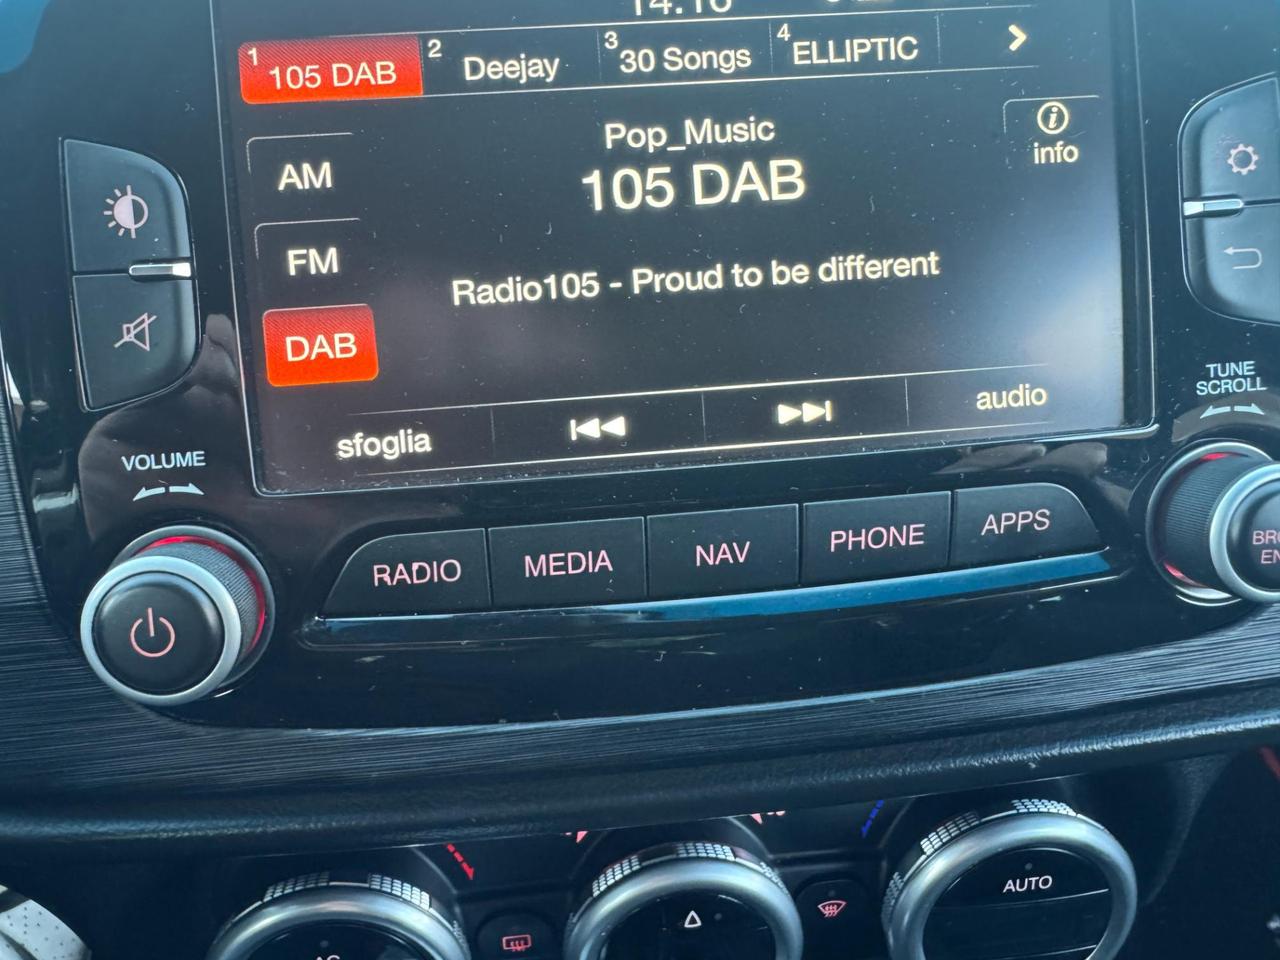 1 105 DAB
2 Deejay
3 30 Songs
4 ELLIPTIC
Pop_Music
105 DAB
info
AM
FM
DAB
Radio105 - Proud to be different
sfoglia
audio
VOLUME
TUNE
SCROLL
RADIO
MEDIA
NAV
PHONE
APPS
AUTO